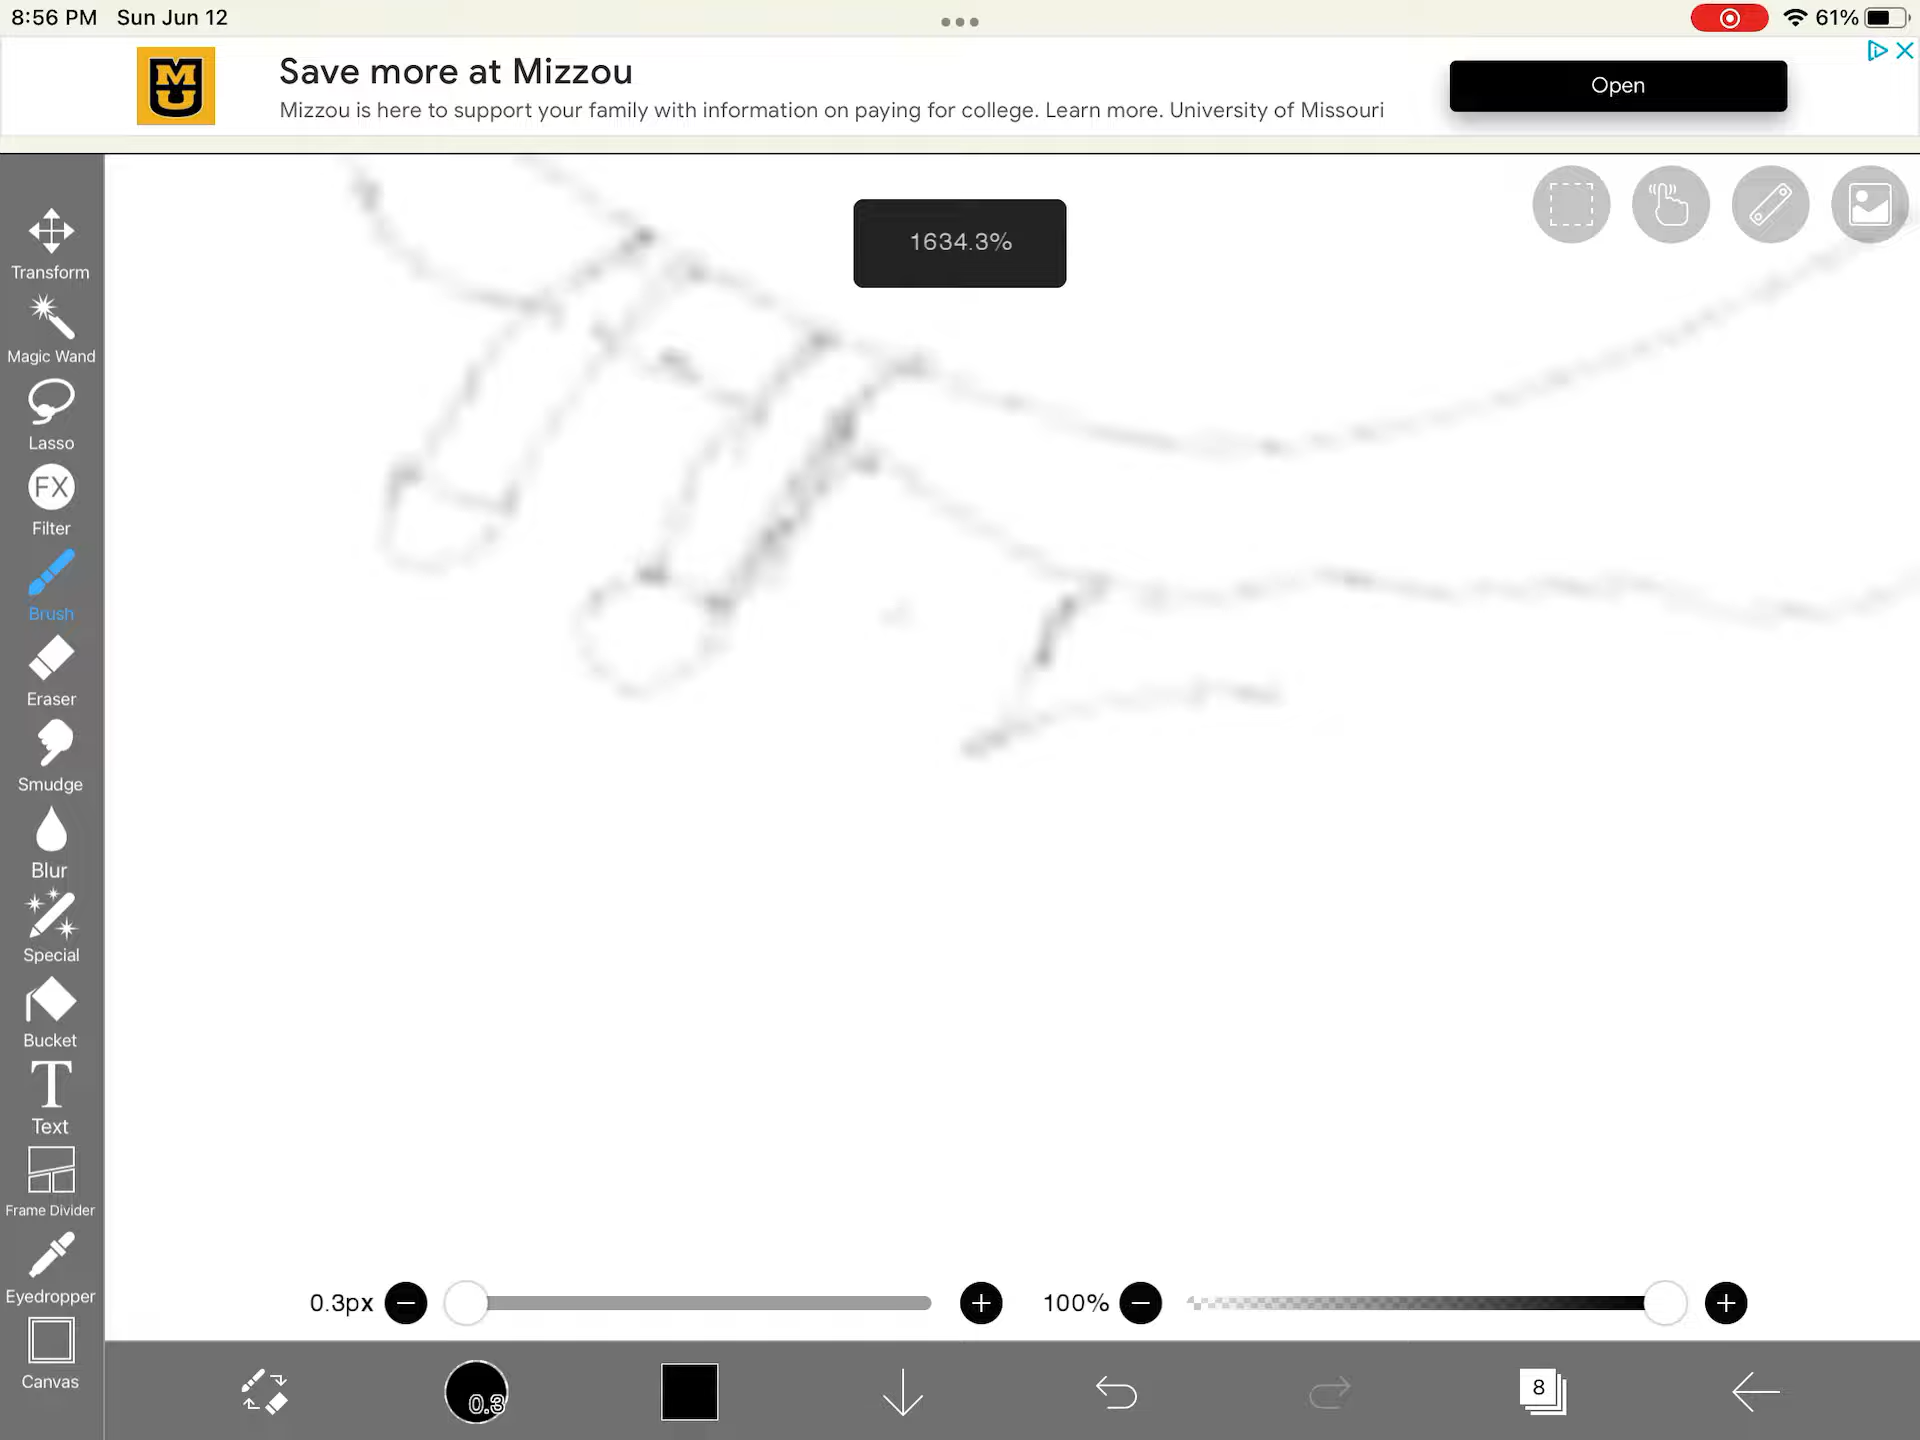 8:56 PM Sun Jun 12
61%
MU
Save more at Mizzou
Mizzou is here to support your family with information on paying for college. Learn more. University of Missouri
Open
1634.3%
Transform
Magic Wand
Lasso
FX
Filter
Brush
Eraser
Smudge
Blur
Special
Bucket
T
Text
Frame Divider
Eyedropper
Canvas
0.3px
100%
0.3
8